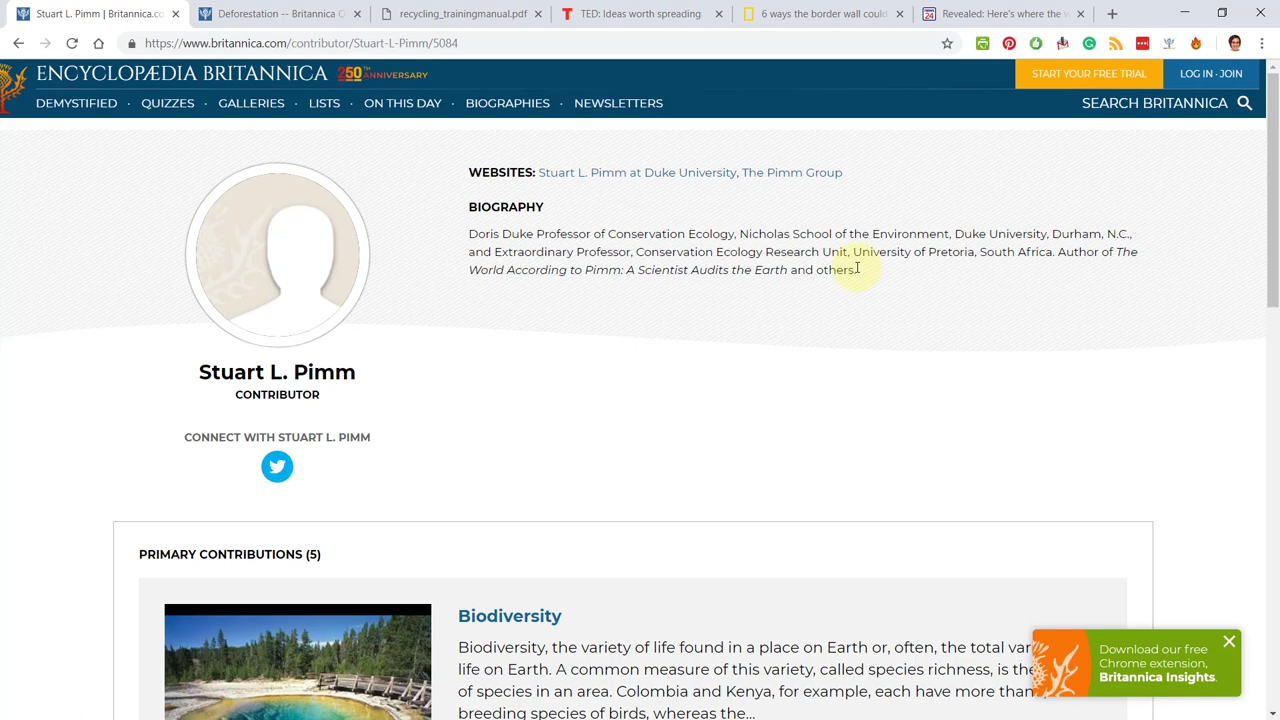 Stuart L. Pimm | Britannica.co
Deforestation -- Britannica O
recycling_trainingmanual.pdf
TED: Ideas worth spreading
6 ways the border wall could
Revealed: Here's where the w
https://www.britannica.com/contributor/Stuart-L-Pimm/5084
ENCYCLOPÆDIA BRITANNICA 250TH ANNIVERSARY
START YOUR FREE TRIAL
LOG IN · JOIN
DEMYSTIFIED · QUIZZES · GALLERIES · LISTS · ON THIS DAY · BIOGRAPHIES · NEWSLETTERS
SEARCH BRITANNICA
WEBSITES: Stuart L. Pimm at Duke University, The Pimm Group
BIOGRAPHY
Doris Duke Professor of Conservation Ecology, Nicholas School of the Environment, Duke University, Durham, N.C.,
and Extraordinary Professor, Conservation Ecology Research Unit, University of Pretoria, South Africa. Author of The
World According to Pimm: A Scientist Audits the Earth and others.
Stuart L. Pimm
CONTRIBUTOR
CONNECT WITH STUART L. PIMM
PRIMARY CONTRIBUTIONS (5)
Biodiversity
Biodiversity, the variety of life found in a place on Earth or, often, the total var
life on Earth. A common measure of this variety, called species richness, is the
of species in an area. Colombia and Kenya, for example, each have more than
breeding species of birds, whereas the...
Download our free
Chrome extension,
Britannica Insights.